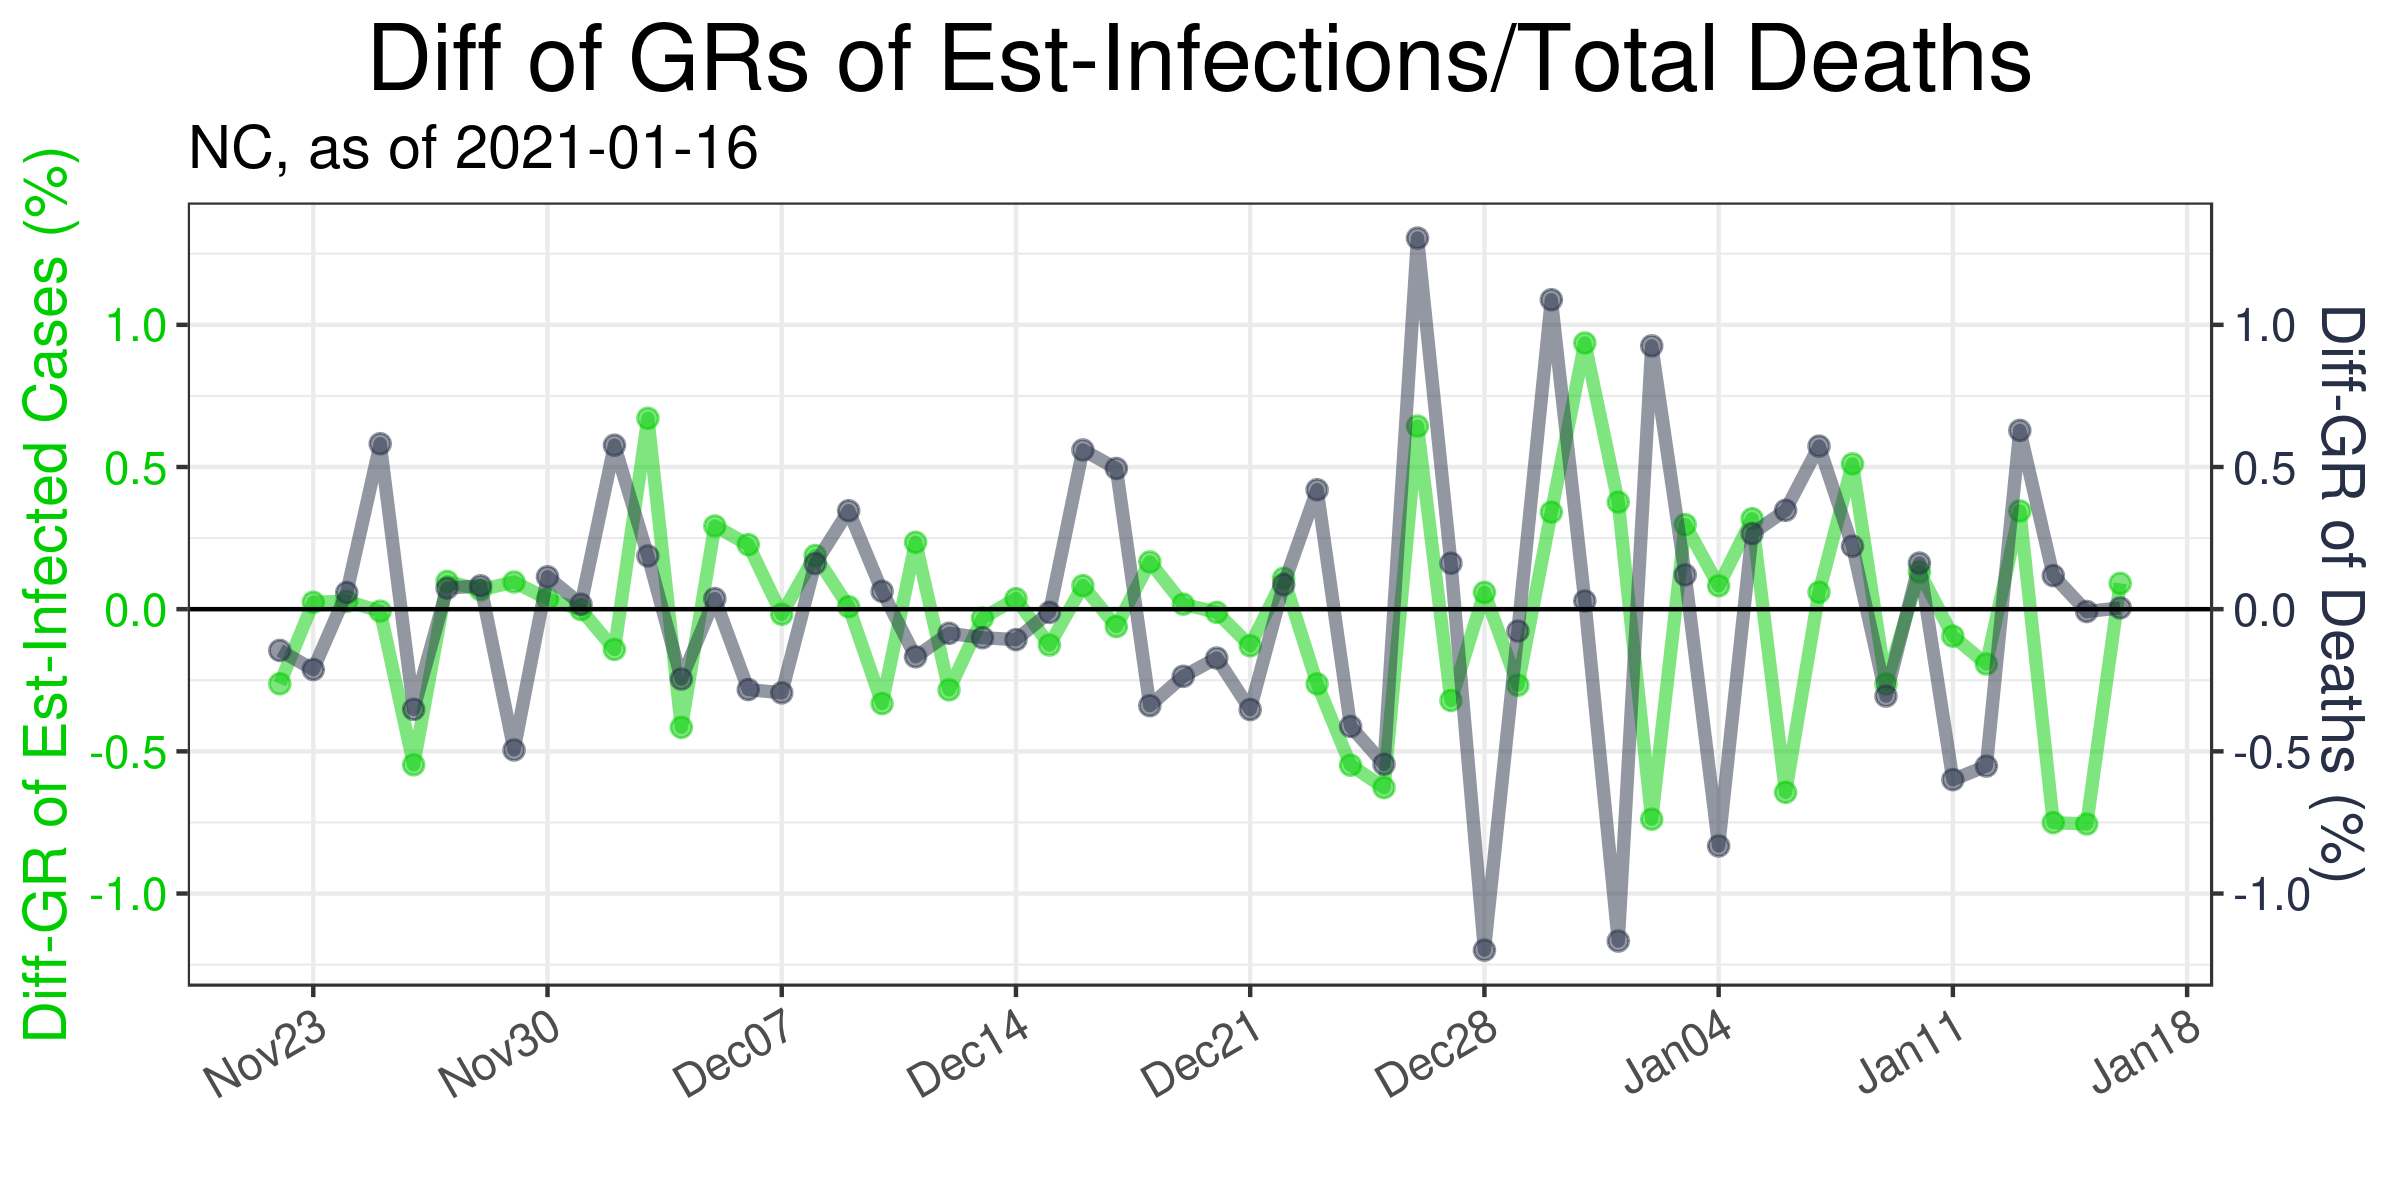 Diff of GRs of Est-Infections/Total Deaths
NC, as of 2021-01-16
Diff-GR of Est-Infected Cases (%)
1.0
0.5
0.0
-0.5
-1.0
1.0
0.5
0.0
-0.5
-1.0
Diff-GR of Deaths (%)
Nov23
Nov30
Dec07
Dec14
Dec21
Dec28
Jan04
Jan11
Jan18